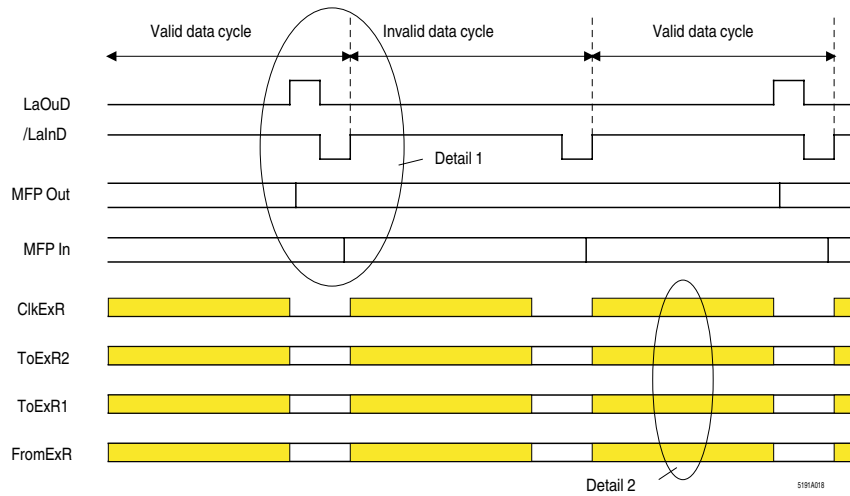 Valid data cycle Invalid data cycle Valid data cycle
LaOuD
/LaInD
Detail 1
MFP Out
MFP In
ClkExR
ToExR2
ToExR1
FromExR
Detail 2
5191A018